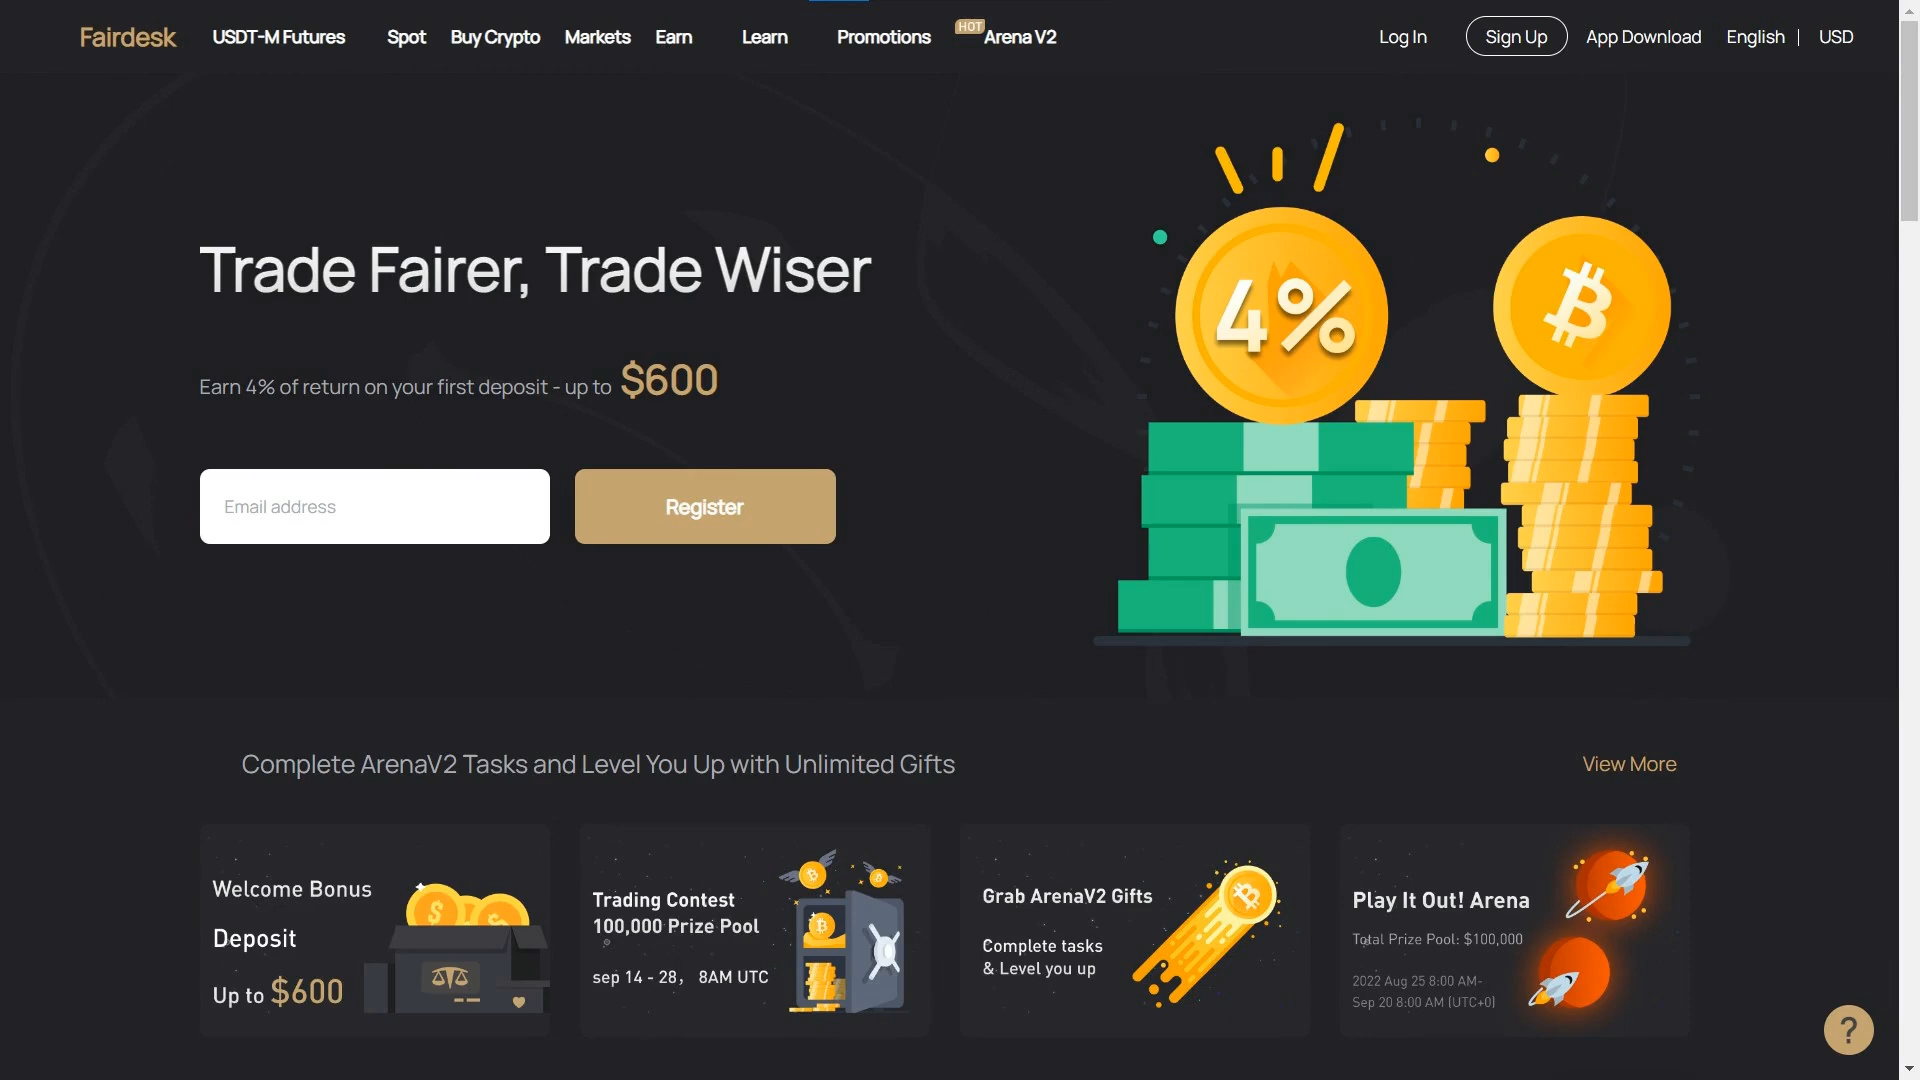 Fairdesk USDT-M Futures Spot Buy Crypto Markets Earn Learn Promotions HOT Arena V2 Log In Sign Up App Download English | USD
Trade Fairer, Trade Wiser
Earn 4% of return on your first deposit - up to $600
Email address
Register
4%
Complete ArenaV2 Tasks and Level You Up with Unlimited Gifts
View More
Welcome Bonus
Deposit
Up to $600
Trading Contest
100,000 Prize Pool
sep 14 - 28, 8AM UTC
Grab ArenaV2 Gifts
Complete tasks
& Level you up
Play It Out! Arena
Total Prize Pool: $100,000
2022 Aug 25 8:00 AM-
Sep 20 8:00 AM (UTC+0)
?